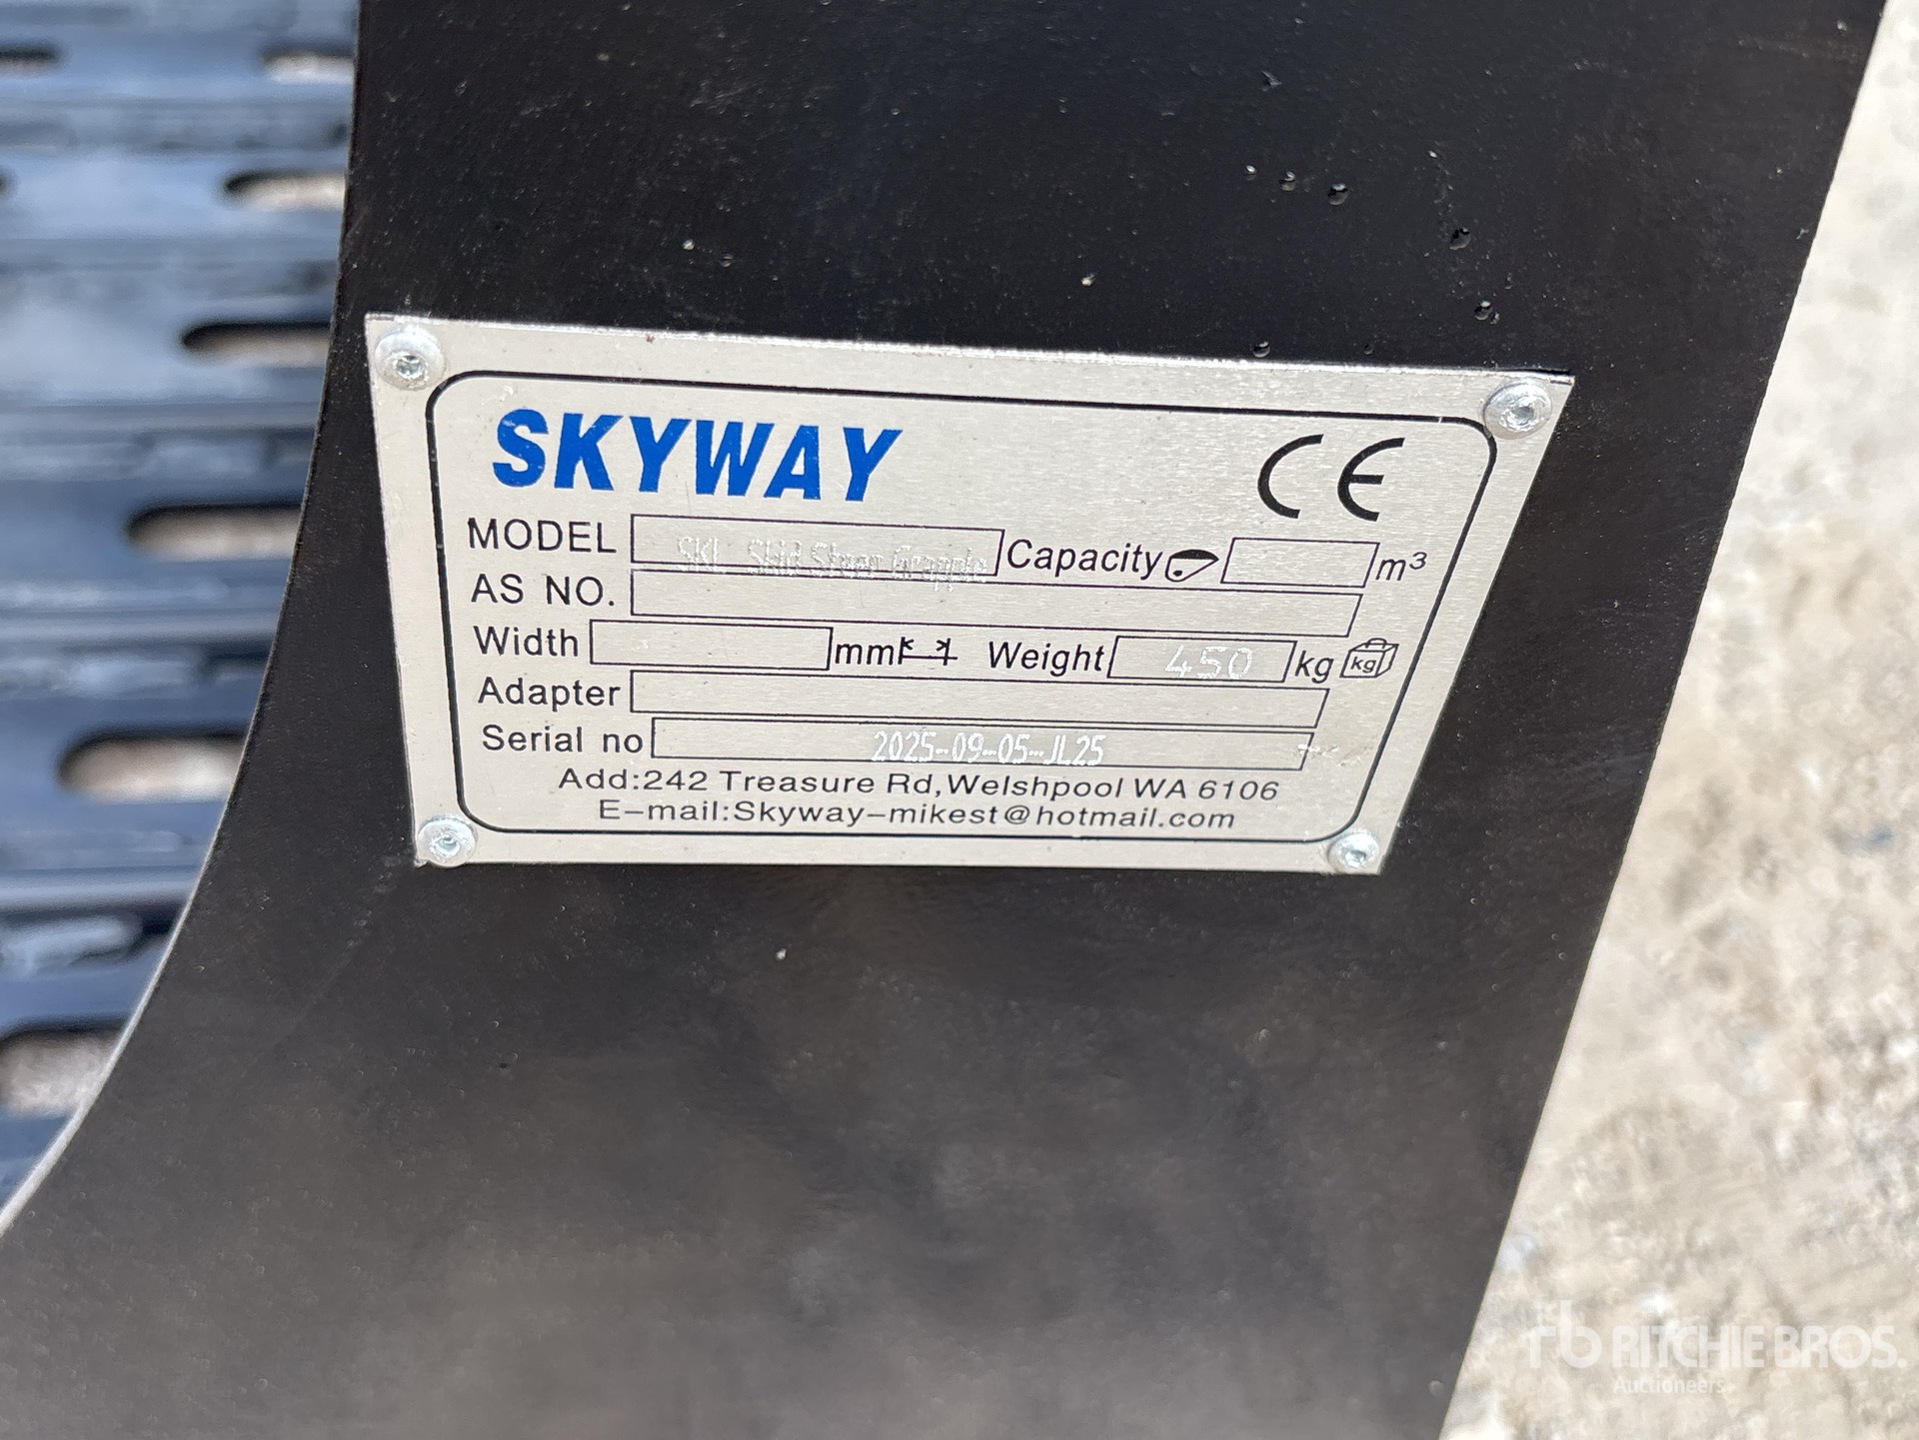 SKYWAY CE
MODEL SKL Skid Steer Grapple Capacity m³
AS NO.
Width mm Weight 450 kg kg
Adapter
Serial no 2025-09-05-JL25
Add:242 Treasure Rd,Welshpool WA 6106
E-mail:Skyway-mikest@hotmail.com
rb RITCHIE BROS.
Auctioneers